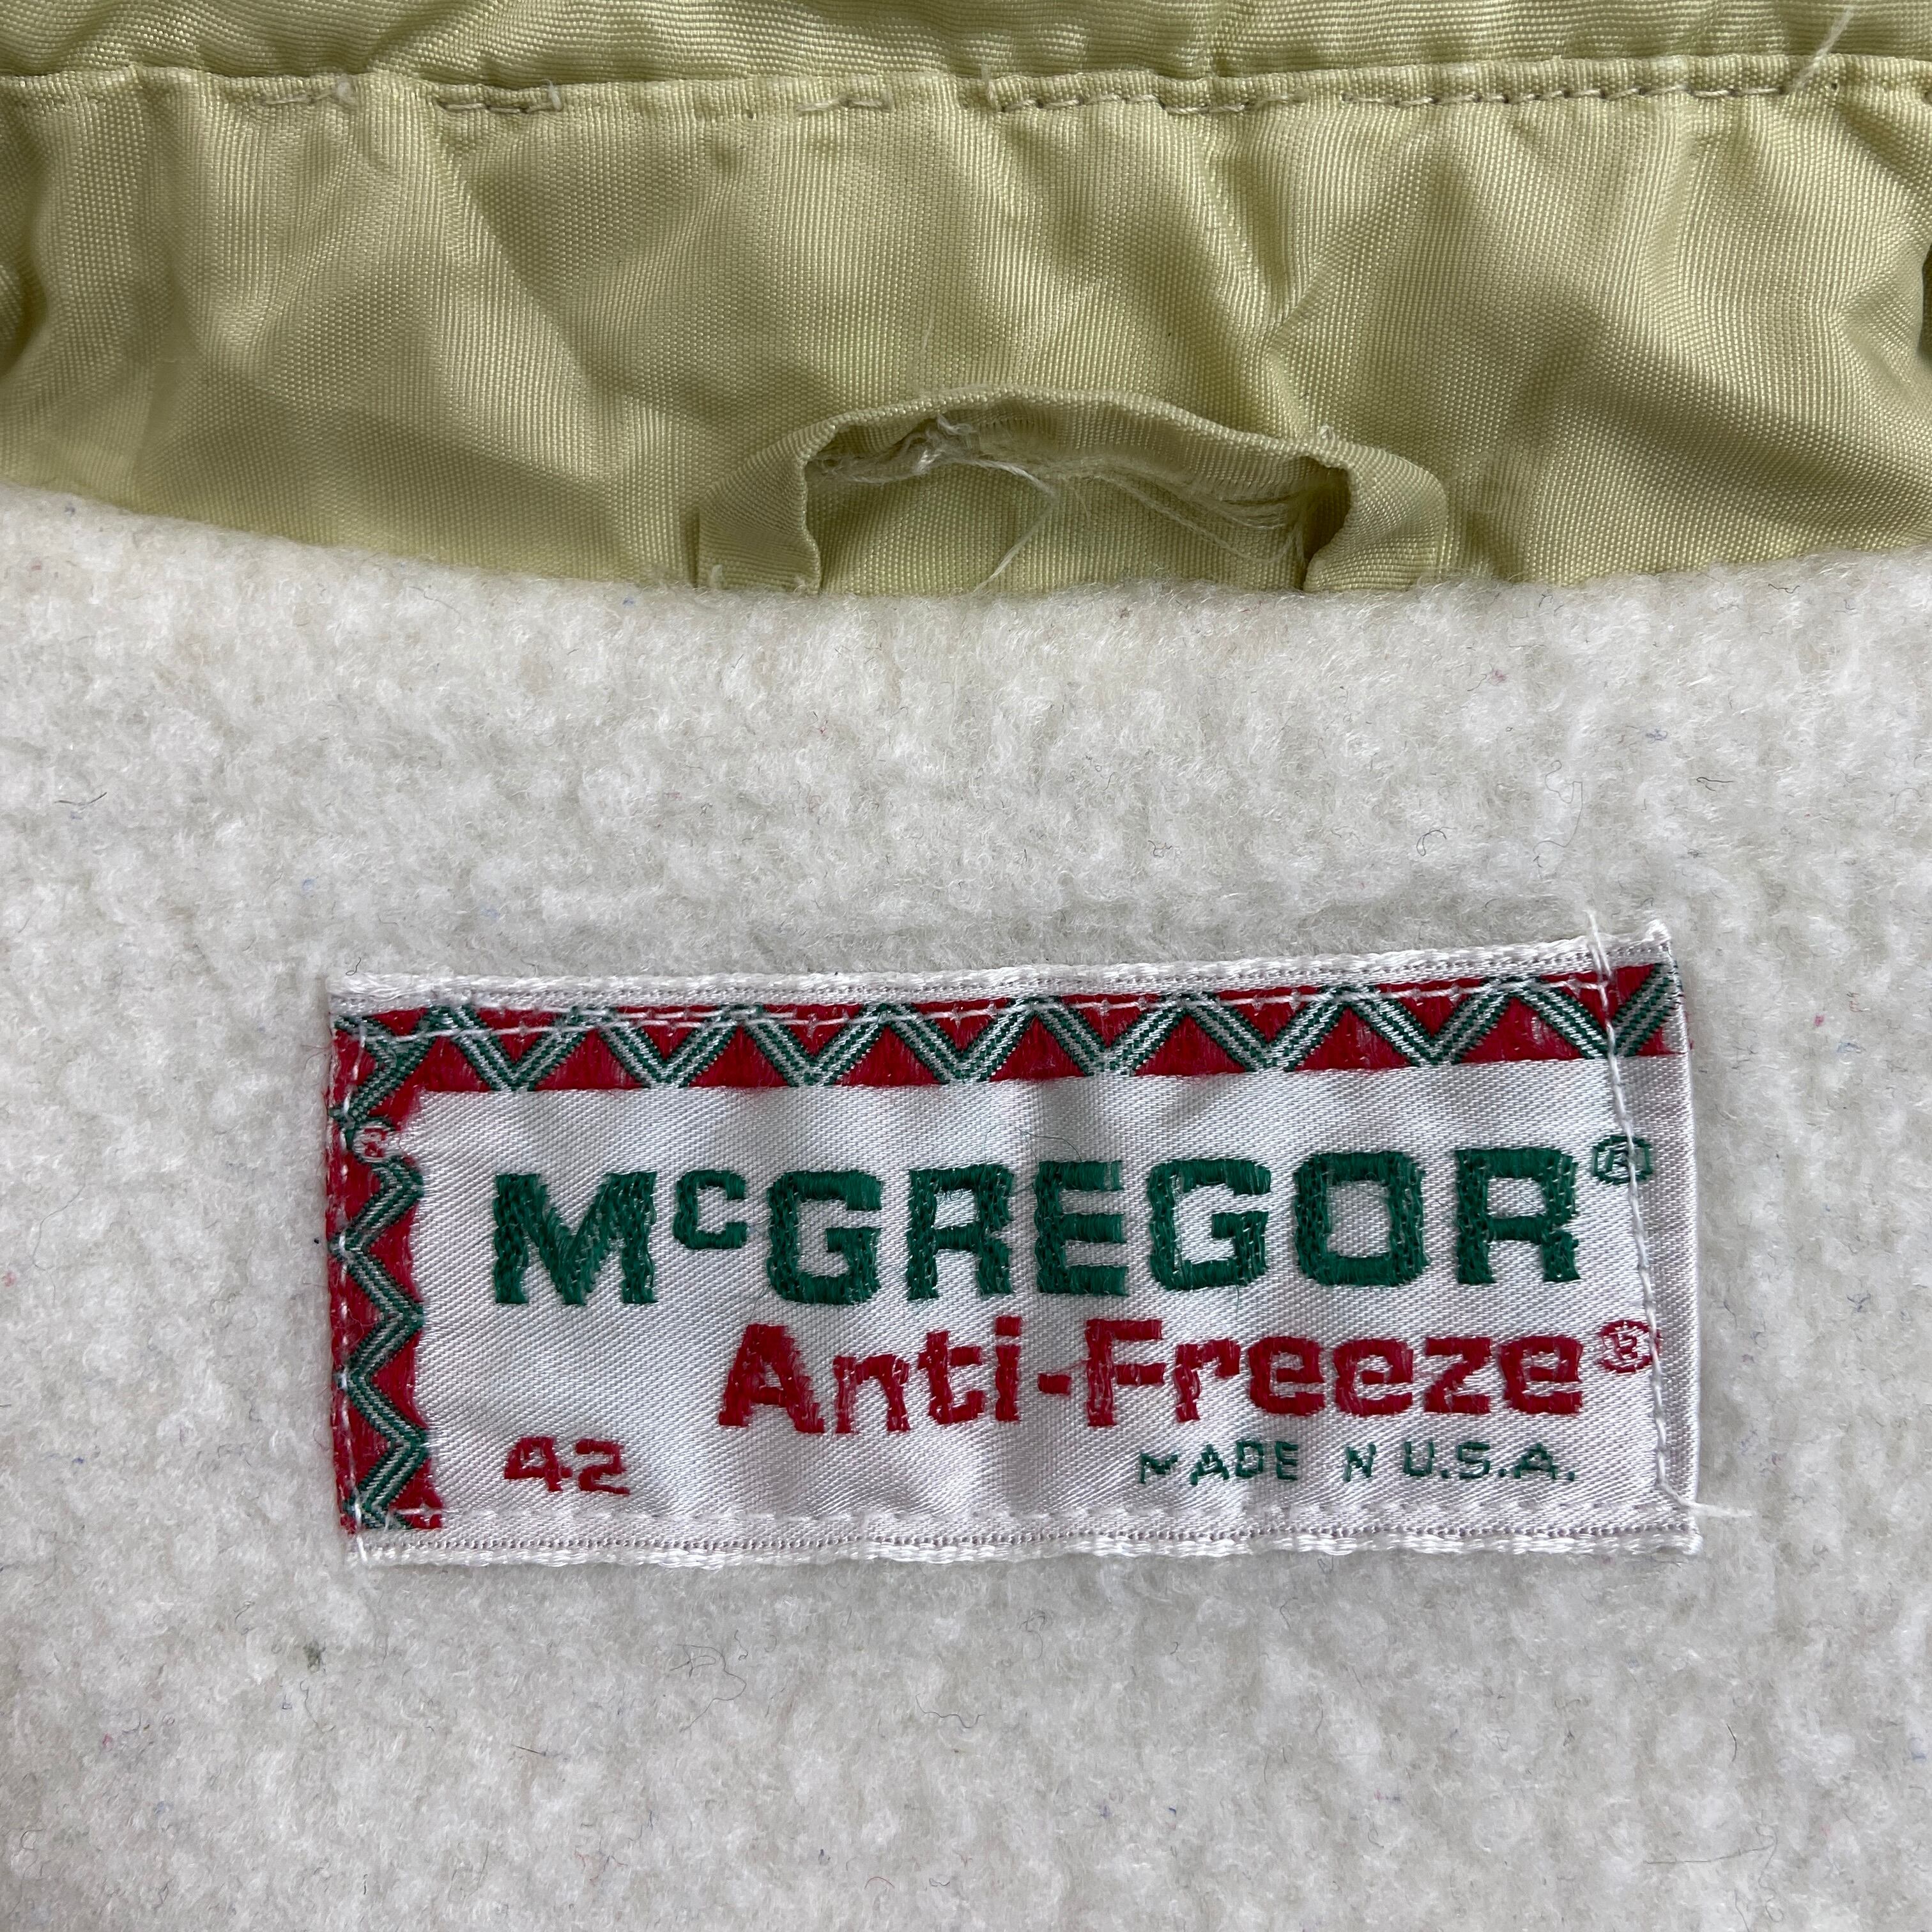 McGREGOR®
Anti-Freeze®
42
MADE N U.S.A.